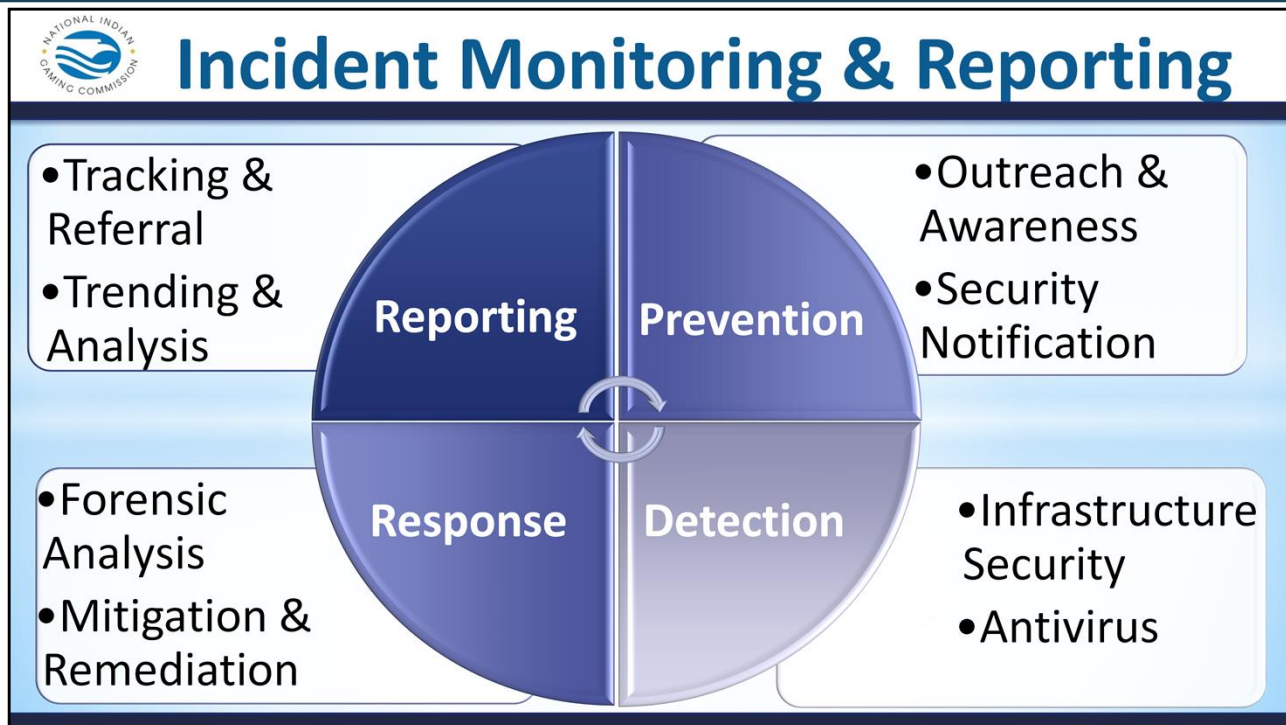 NATIONAL INDIAN
GAMING COMMISSION
Incident Monitoring & Reporting
•Tracking &
Referral
•Trending &
Analysis
Reporting
Prevention
•Outreach &
Awareness
•Security
Notification
•Forensic
Analysis
•Mitigation &
Remediation
Response
Detection
•Infrastructure
Security
•Antivirus